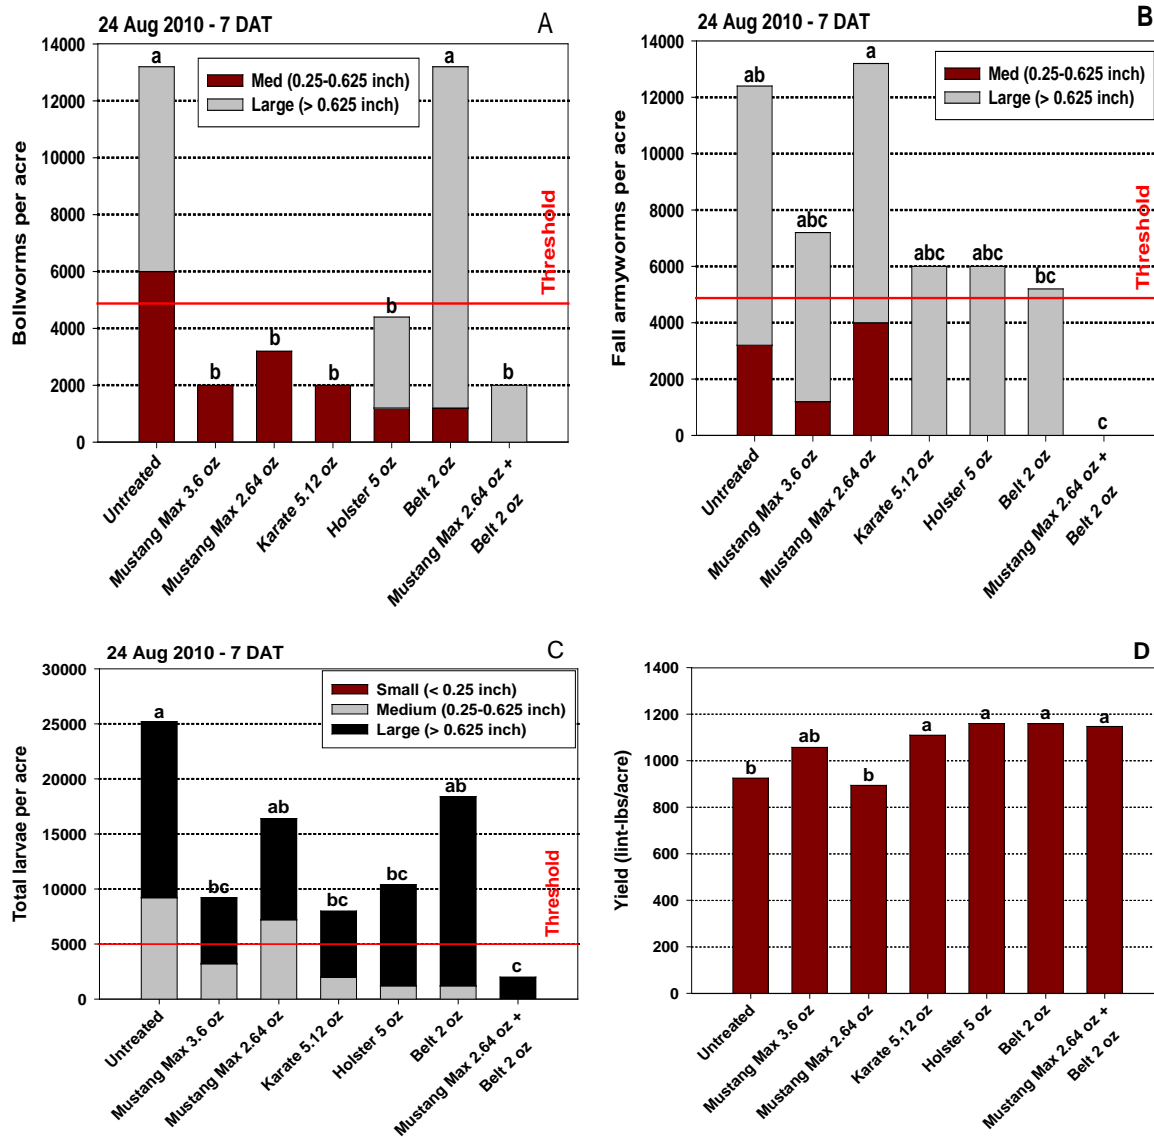 24 Aug 2010 - 7 DAT
A
Bollworms per acre
14000
12000
10000
8000
6000
4000
2000
0
Med (0.25-0.625 inch)
Large (> 0.625 inch)
a
b
b
b
b
a
b
Threshold
Untreated
Mustang Max 3.6 oz
Mustang Max 2.64 oz
Karate 5.12 oz
Holster 5 oz
Belt 2 oz
Mustang Max 2.64 oz +
Belt 2 oz
24 Aug 2010 - 7 DAT
B
Fall armyworms per acre
14000
12000
10000
8000
6000
4000
2000
0
Med (0.25-0.625 inch)
Large (> 0.625 inch)
ab
abc
a
abc
abc
bc
c
Threshold
Untreated
Mustang Max 3.6 oz
Mustang Max 2.64 oz
Karate 5.12 oz
Holster 5 oz
Belt 2 oz
Mustang Max 2.64 oz +
Belt 2 oz
24 Aug 2010 - 7 DAT
C
Total larvae per acre
30000
25000
20000
15000
10000
5000
0
Small (< 0.25 inch)
Medium (0.25-0.625 inch)
Large (> 0.625 inch)
a
bc
ab
bc
bc
ab
c
Threshold
Untreated
Mustang Max 3.6 oz
Mustang Max 2.64 oz
Karate 5.12 oz
Holster 5 oz
Belt 2 oz
Mustang Max 2.64 oz +
Belt 2 oz
D
Yield (lint-lbs/acre)
1400
1200
1000
800
600
400
200
0
b
ab
b
a
a
a
a
Untreated
Mustang Max 3.6 oz
Mustang Max 2.64 oz
Karate 5.12 oz
Holster 5 oz
Belt 2 oz
Mustang Max 2.64 oz +
Belt 2 oz